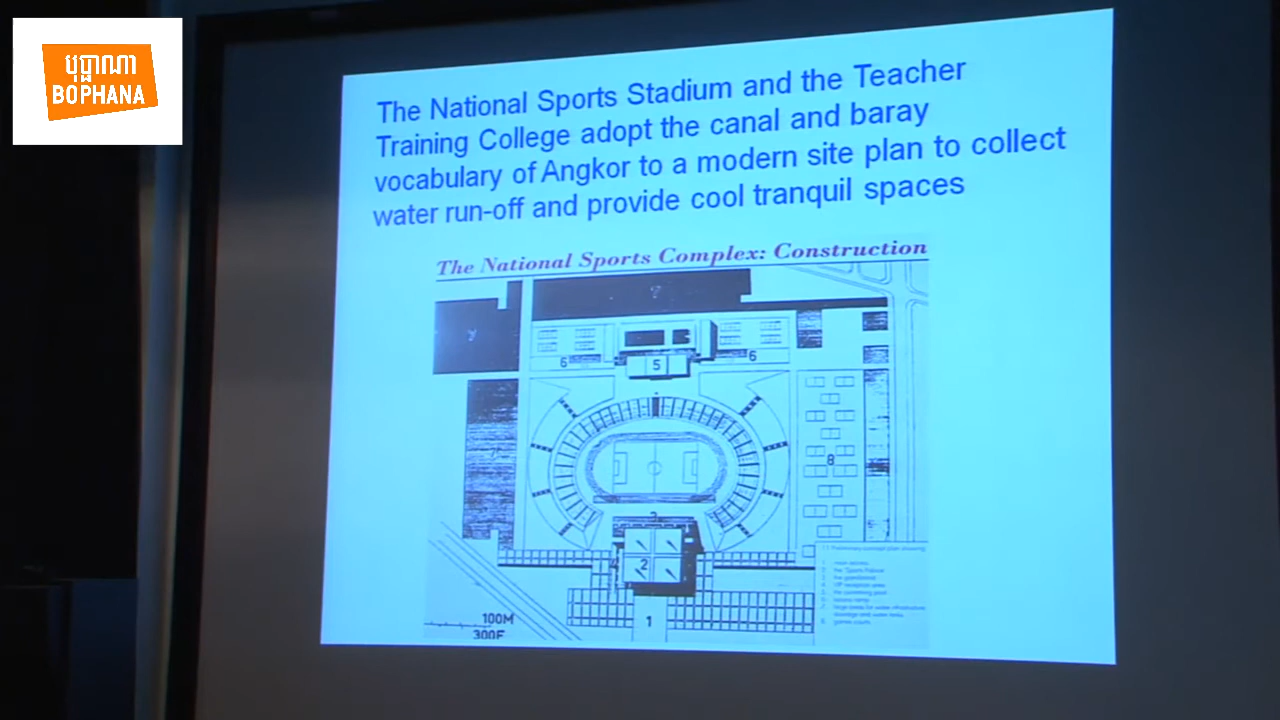 បុប្ផាណា
BOPHANA
The National Sports Stadium and the Teacher
Training College adopt the canal and baray
vocabulary of Angkor to a modern site plan to collect
water run-off and provide cool tranquil spaces
The National Sports Complex: Construction
6
5
6
8
2
1
100M
300F